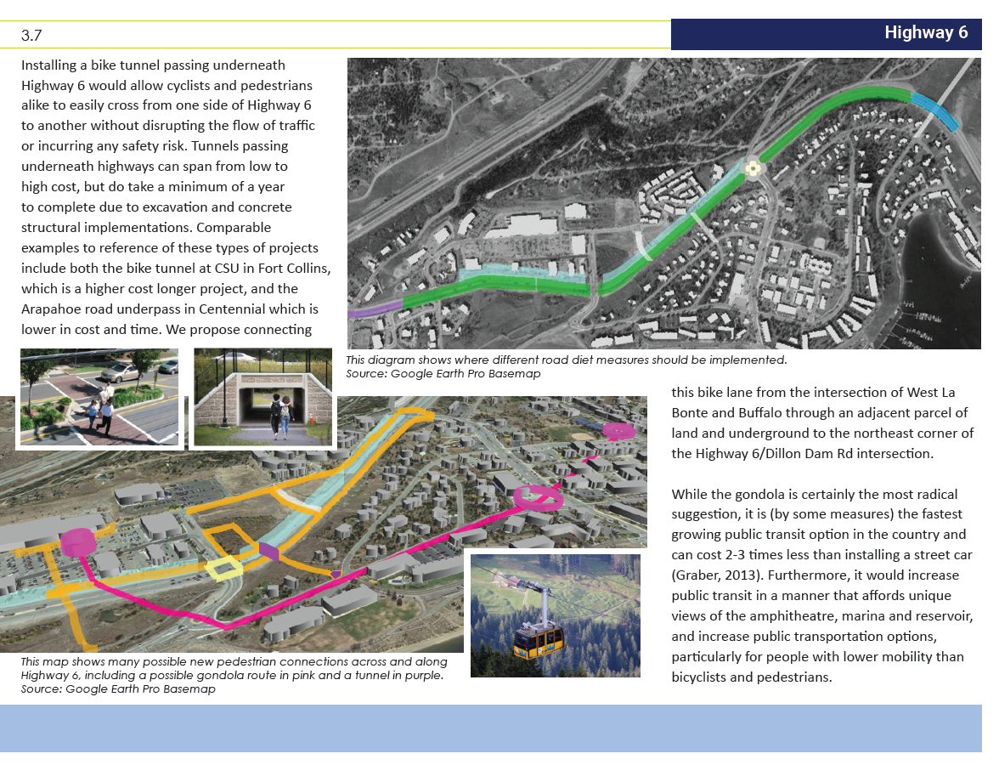 3.7
Highway 6
Installing a bike tunnel passing underneath
Highway 6 would allow cyclists and pedestrians
alike to easily cross from one side of Highway 6
to another without disrupting the flow of traffic
or incurring any safety risk. Tunnels passing
underneath highways can span from low to
high cost, but do take a minimum of a year
to complete due to excavation and concrete
structural implementations. Comparable
examples to reference of these types of projects
include both the bike tunnel at CSU in Fort Collins,
which is a higher cost longer project, and the
Arapahoe road underpass in Centennial which is
lower in cost and time. We propose connecting
This diagram shows where different road diet measures should be implemented.
Source: Google Earth Pro Basemap
this bike lane from the intersection of West La
Bonte and Buffalo through an adjacent parcel of
land and underground to the northeast corner of
the Highway 6/Dillon Dam Rd intersection.
While the gondola is certainly the most radical
suggestion, it is (by some measures) the fastest
growing public transit option in the country and
can cost 2-3 times less than installing a street car
(Graber, 2013). Furthermore, it would increase
public transit in a manner that affords unique
views of the amphitheatre, marina and reservoir,
and increase public transportation options,
particularly for people with lower mobility than
bicyclists and pedestrians.
This map shows many possible new pedestrian connections across and along
Highway 6, including a possible gondola route in pink and a tunnel in purple.
Source: Google Earth Pro Basemap